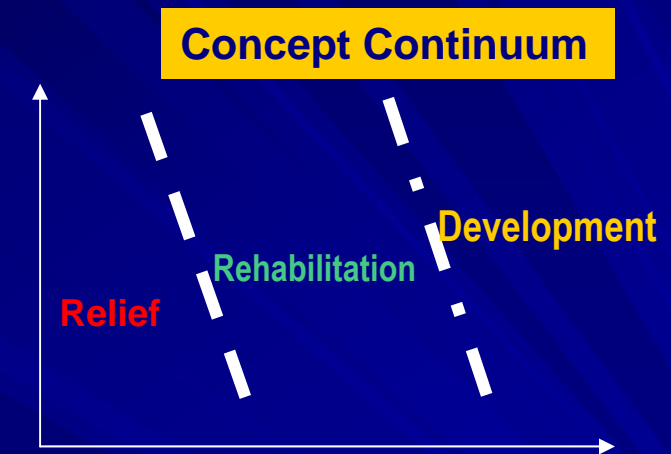 Concept Continuum
Development
Rehabilitation
Relief